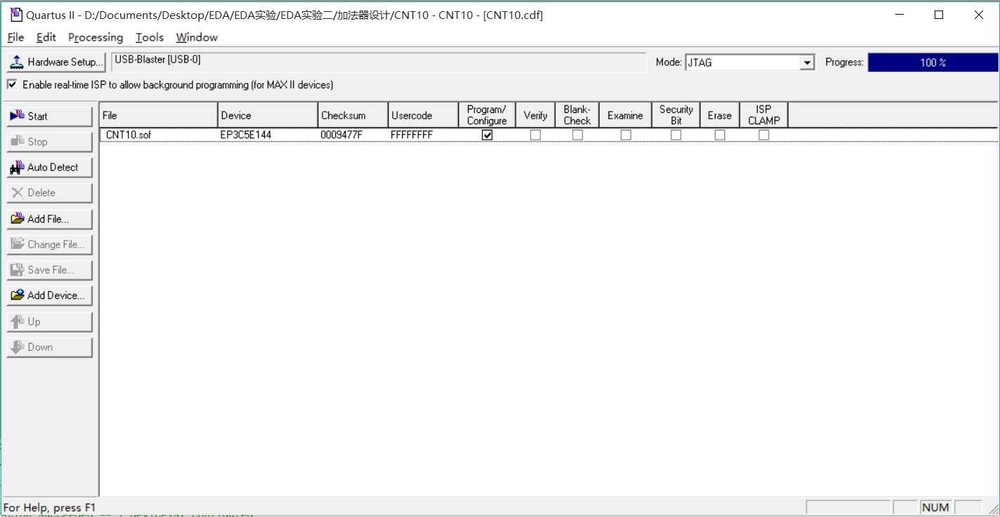 Quartus II - D:/Documents/Desktop/EDA/EDA实验/EDA实验二/加法器设计/CNT10 - CNT10 - [CNT10.cdf]
File Edit Processing Tools Window
Hardware Setup... USB-Blaster [USB-0] Mode: JTAG Progress: 100 %
Enable real-time ISP to allow background programming (for MAX II devices)
Start
Stop
Auto Detect
Delete
Add File...
Change File...
Save File...
Add Device...
Up
Down
File Device Checksum Usercode Program/ Configure Verify Blank- Check Examine Security Bit Erase ISP CLAMP
CNT10.sof EP3C5E144 0009477F FFFFFFFF
For Help, press F1 NUM